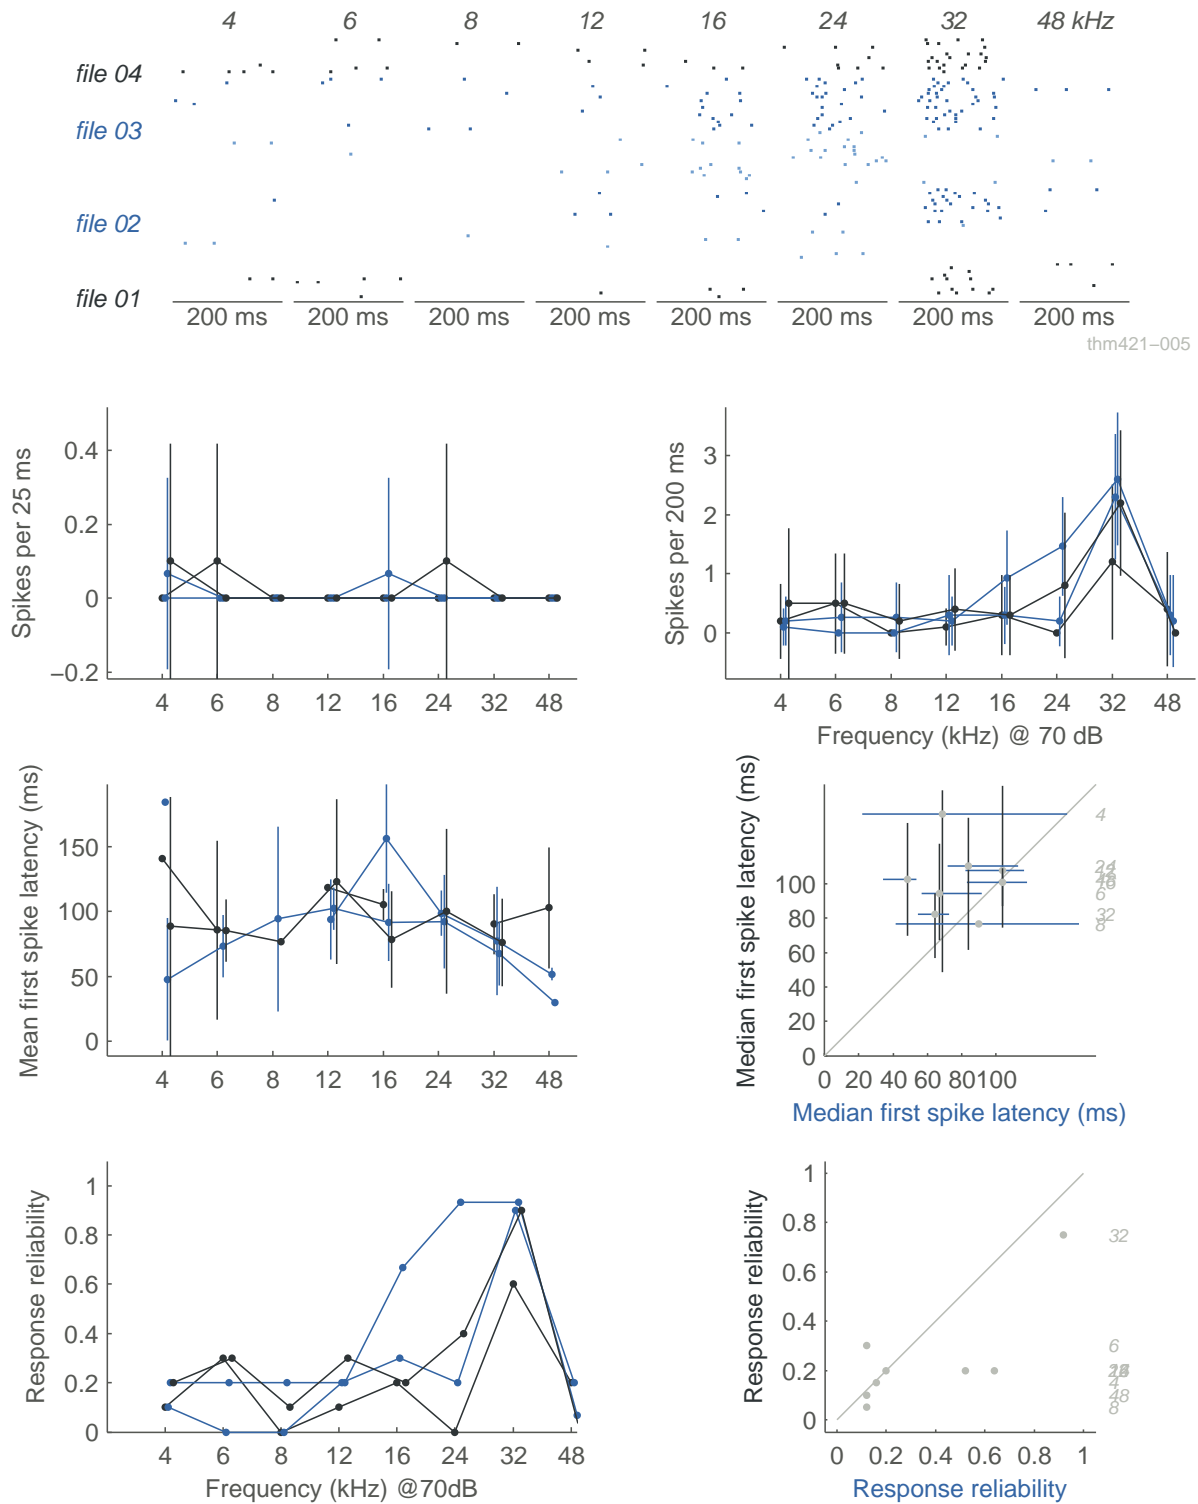 4 6 8 12 16 24 32 48 kHz
file 04
file 03
file 02
file 01
200 ms 200 ms 200 ms 200 ms 200 ms 200 ms 200 ms 200 ms
thm421–005
Spikes per 25 ms
0.4
0.2
0
–0.2
4 6 8 12 16 24 32 48
Spikes per 200 ms
3
2
1
0
4 6 8 12 16 24 32 48
Frequency (kHz) @ 70 dB
Mean first spike latency (ms)
150
100
50
0
4 6 8 12 16 24 32 48
Median first spike latency (ms)
100
80
60
40
20
0
0 20 40 60 80 100
Median first spike latency (ms)
4
24
6
32
8
Response reliability
1
0.8
0.6
0.4
0.2
0
4 6 8 12 16 24 32 48
Frequency (kHz) @70dB
Response reliability
1
0.8
0.6
0.4
0.2
0
0 0.2 0.4 0.6 0.8 1
Response reliability
32
6
4
48
8